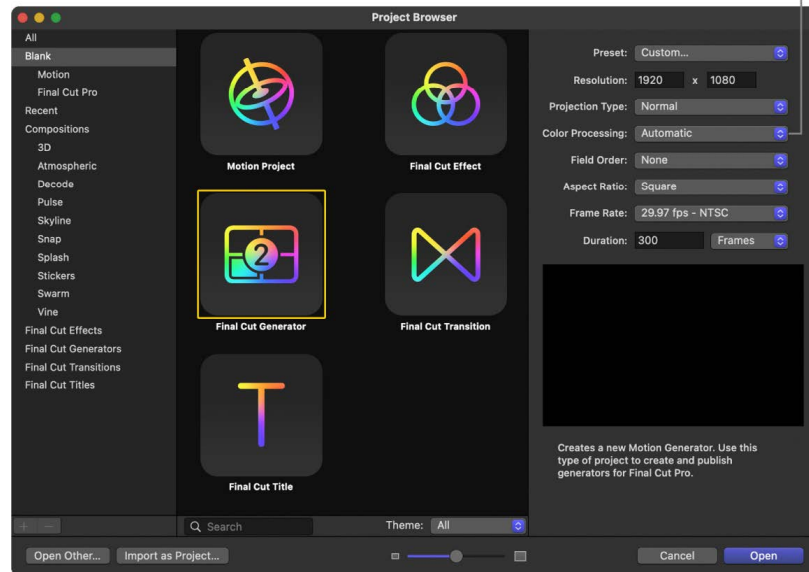 Project Browser
All
Blank
Motion
Final Cut Pro
Recent
Compositions
3D
Atmospheric
Decode
Pulse
Skyline
Snap
Splash
Stickers
Swarm
Vine
Final Cut Effects
Final Cut Generators
Final Cut Transitions
Final Cut Titles
Motion Project
Final Cut Effect
2
Final Cut Generator
Final Cut Transition
T
Final Cut Title
Search
Theme: All
Preset: Custom...
Resolution: 1920 x 1080
Projection Type: Normal
Color Processing: Automatic
Field Order: None
Aspect Ratio: Square
Frame Rate: 29.97 fps - NTSC
Duration: 300 Frames
Creates a new Motion Generator. Use this
type of project to create and publish
generators for Final Cut Pro.
Open Other... Import as Project... Cancel Open